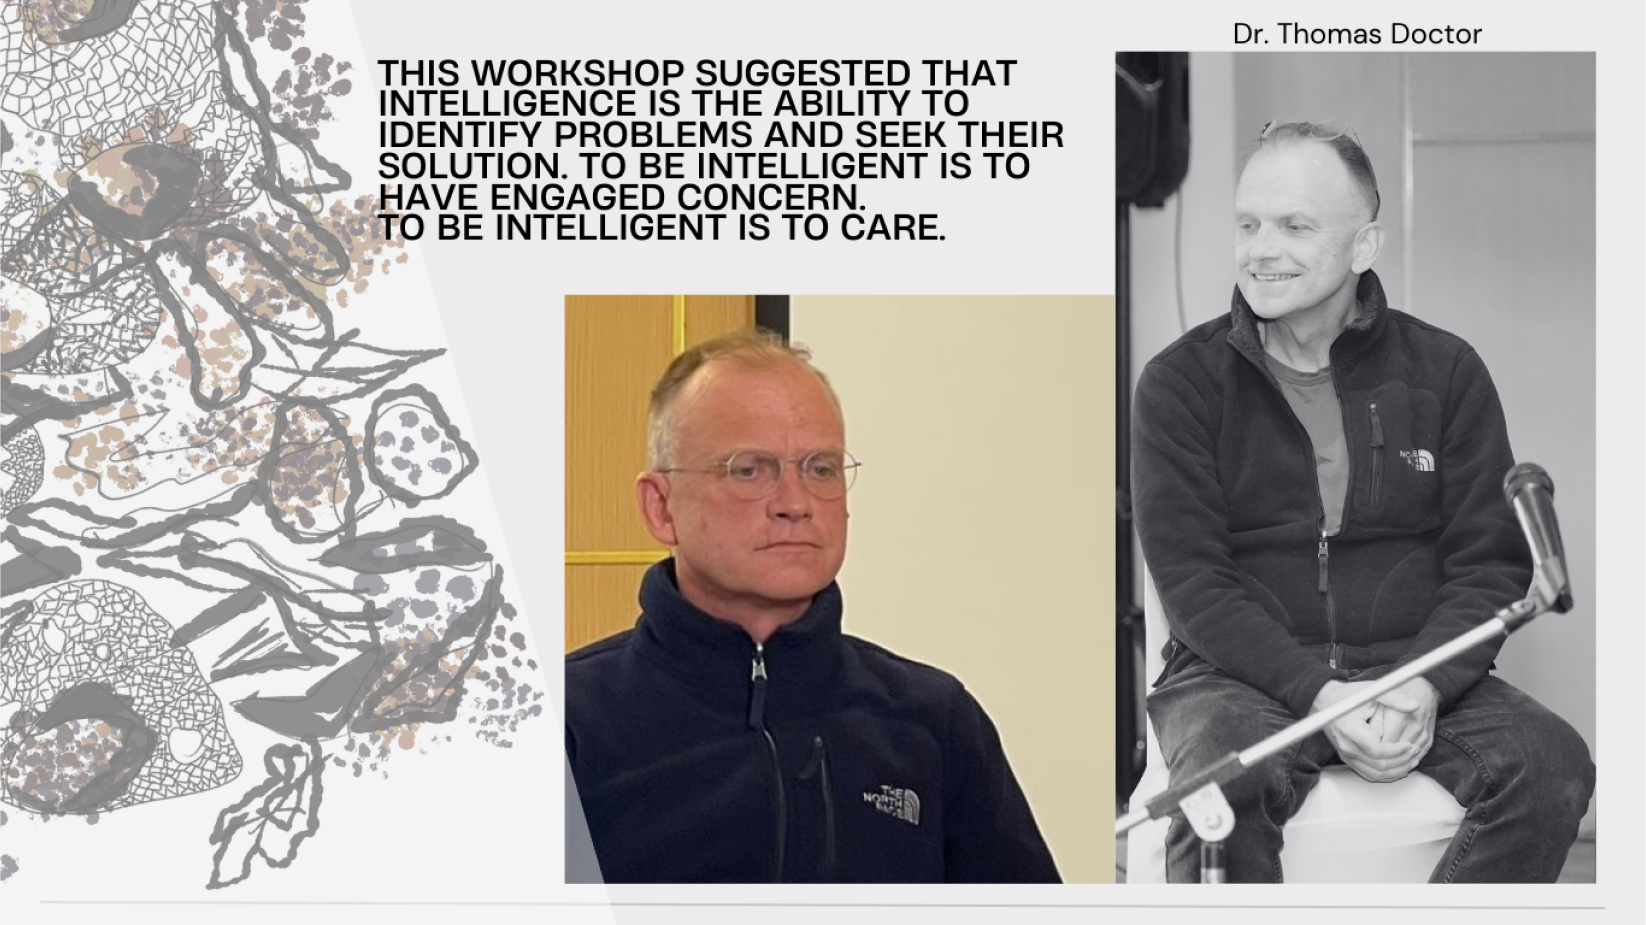 Dr. Thomas Doctor
THIS WORKSHOP SUGGESTED THAT
INTELLIGENCE IS THE ABILITY TO
IDENTIFY PROBLEMS AND SEEK THEIR
SOLUTION. TO BE INTELLIGENT IS TO
HAVE ENGAGED CONCERN.
TO BE INTELLIGENT IS TO CARE.
THE
NORTH
FACE